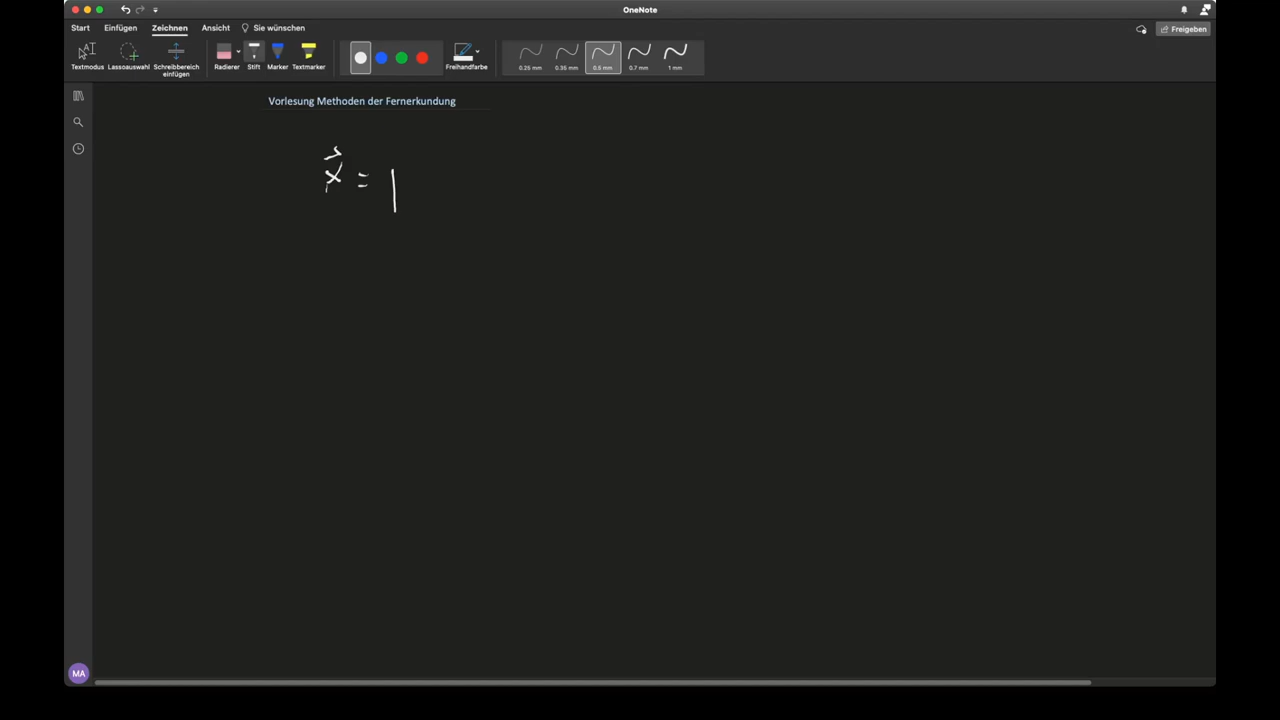 OneNote
Start Einfügen Zeichnen Ansicht Sie wünschen
Freigeben
Textmodus Lassoauswahl Schreibbereich einfügen Radierer Stift Marker Textmarker Freihandfarbe 0.25 mm 0.35 mm 0.5 mm 0.7 mm 1 mm
Vorlesung Methoden der Fernerkundung
x⃗ = |
MA